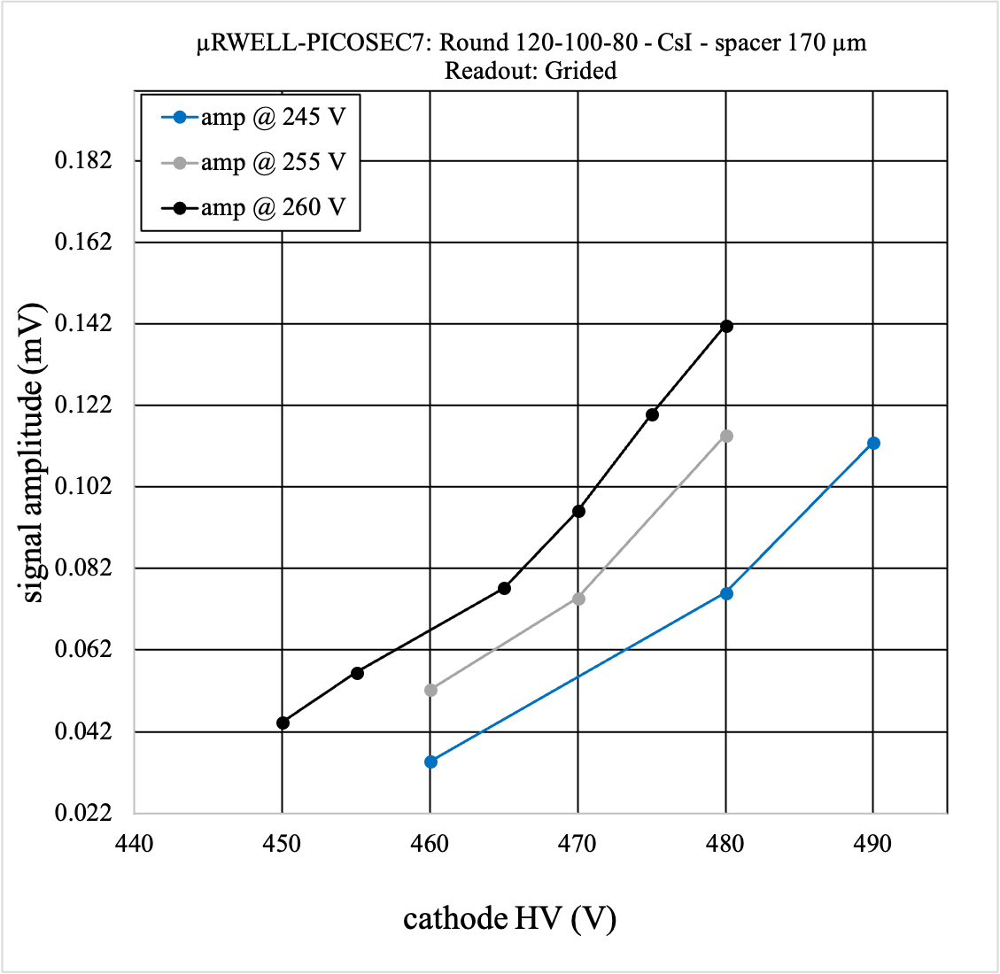 µRWELL-PICOSEC7: Round 120-100-80 - CsI - spacer 170 µm
Readout: Grided
amp @ 245 V
amp @ 255 V
amp @ 260 V
signal amplitude (mV)
0.182
0.162
0.142
0.122
0.102
0.082
0.062
0.042
0.022
440 450 460 470 480 490
cathode HV (V)